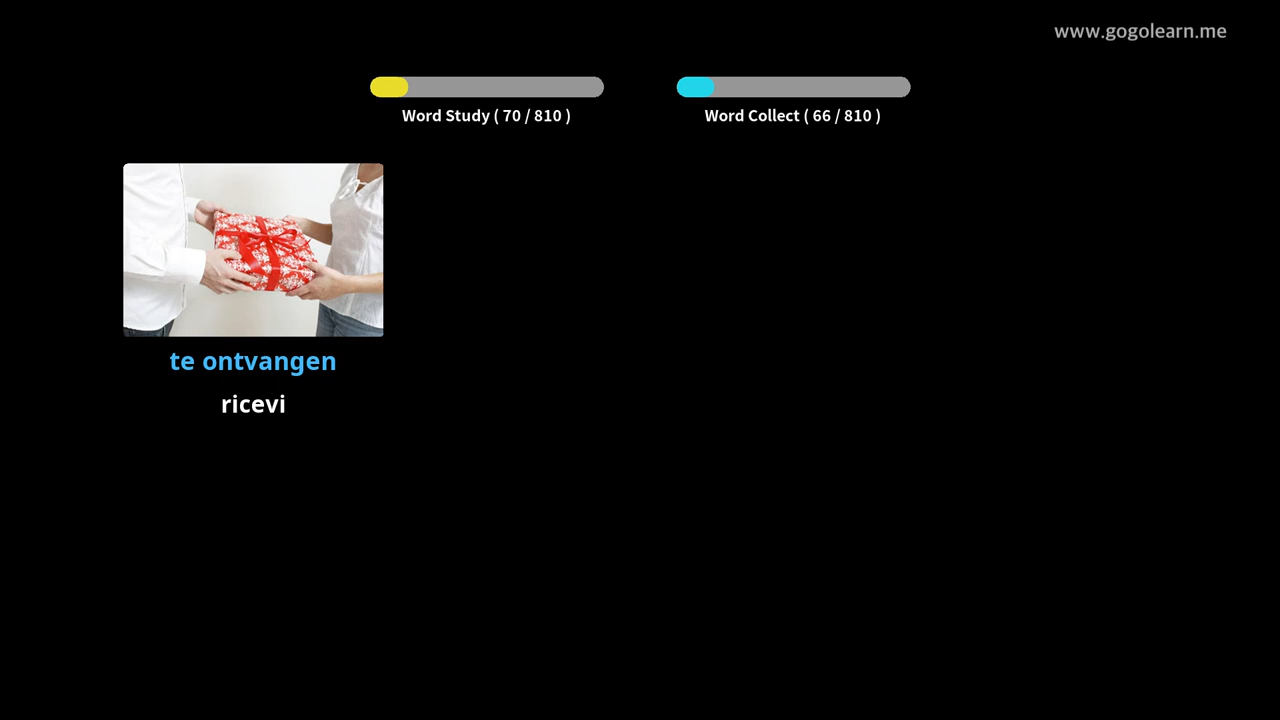 www.gogolearn.me
Word Study ( 70 / 810 )
Word Collect ( 66 / 810 )
te ontvangen
ricevi